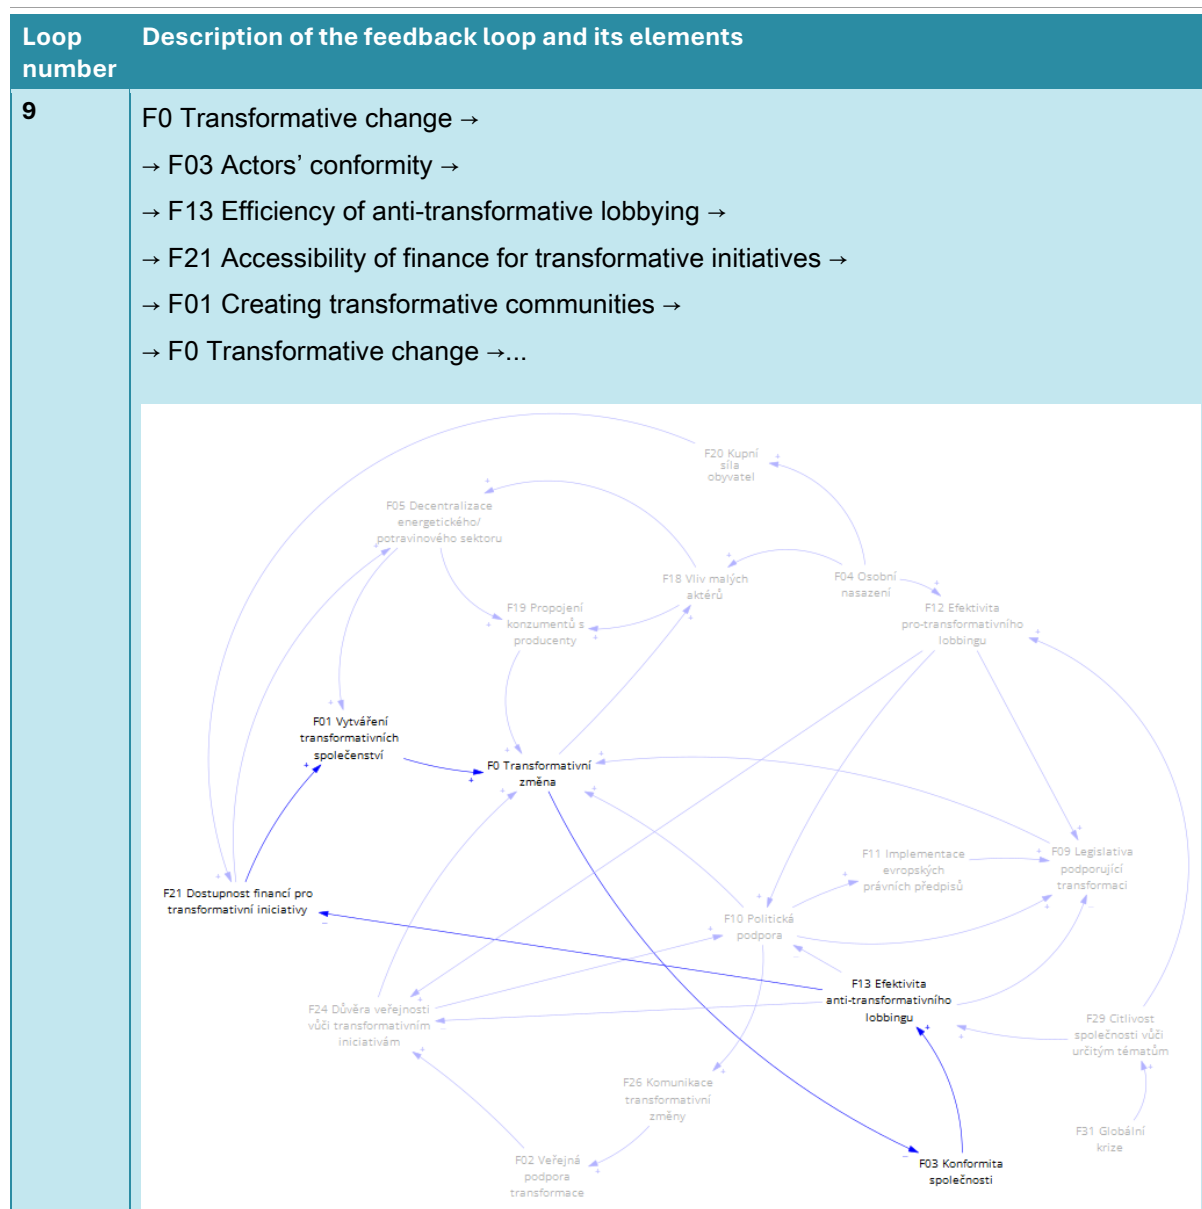 Loop number
Description of the feedback loop and its elements
9
F0 Transformative change →
→ F03 Actors’ conformity →
→ F13 Efficiency of anti-transformative lobbying →
→ F21 Accessibility of finance for transformative initiatives →
→ F01 Creating transformative communities →
→ F0 Transformative change →...
F20 Kupní
síla
obyvatel
F05 Decentralizace
energetického/
potravinového sektoru
F18 Vliv malých
aktérů
F04 Osobní
nasazení
F19 Propojení
konzumentů s
producenty
F12 Efektivita
pro-transformativního
lobbingu
F01 Vytváření
transformativních
společenství
F0 Transformativní
změna
F11 Implementace
evropských
právních předpisů
F09 Legislativa
podporující
transformaci
F21 Dostupnost financí pro
transformativní iniciativy
F10 Politická
podpora
F13 Efektivita
anti-transformativního
lobbingu
F24 Důvěra veřejnosti
vůči transformativním
iniciativám
F29 Citlivost
společnosti vůči
určitým tématům
F26 Komunikace
transformativní
změny
F31 Globální
krize
F02 Veřejná
podpora
transformace
F03 Konformita
společnosti